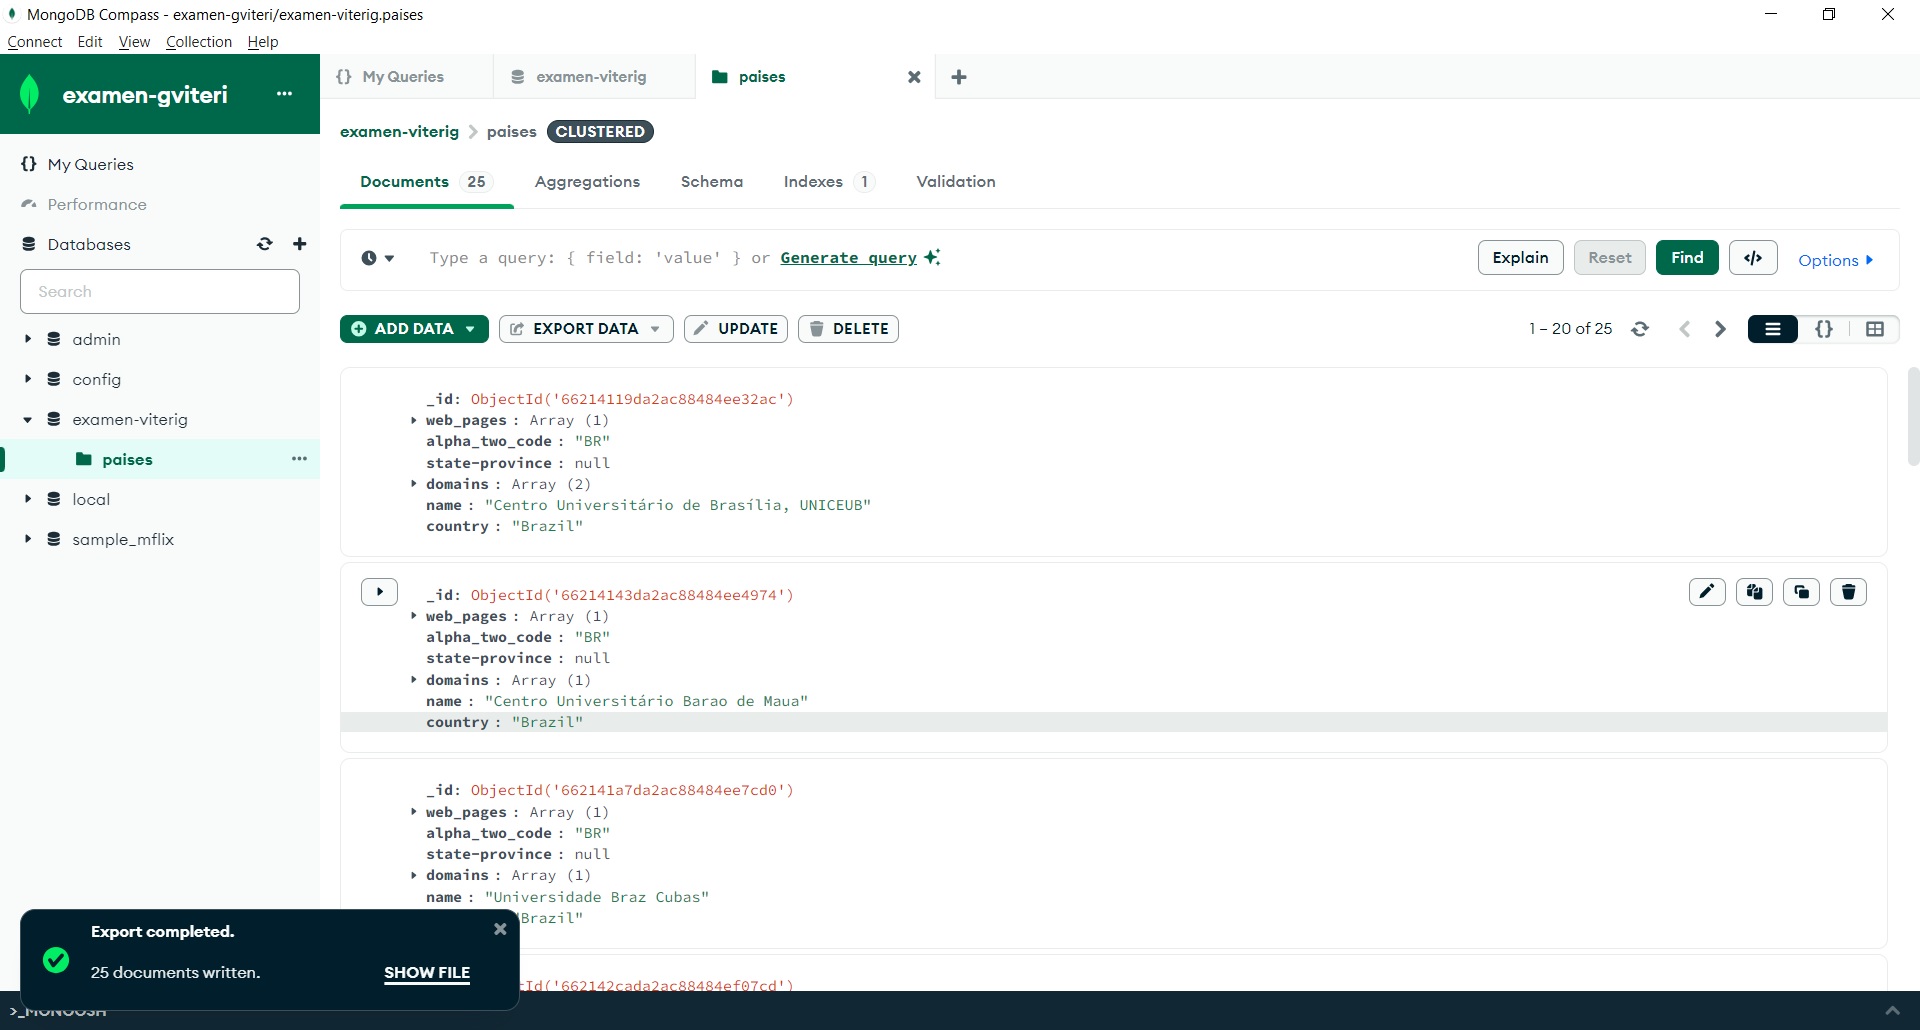 MongoDB Compass - examen-gviteri/examen-viterig.paises
Connect Edit View Collection Help
examen-gviteri
My Queries
Performance
Databases
Search
admin
config
examen-viterig
paises
local
sample_mflix
{} My Queries
examen-viterig
paises
examen-viterig > paises CLUSTERED
Documents 25 Aggregations Schema Indexes 1 Validation
Type a query: { field: 'value' } or Generate query
Explain Reset Find </> Options
ADD DATA EXPORT DATA UPDATE DELETE
1 – 20 of 25
_id: ObjectId('66214119da2ac88484ee32ac')
web_pages : Array (1)
alpha_two_code : "BR"
state-province : null
domains : Array (2)
name : "Centro Universitário de Brasília, UNICEUB"
country : "Brazil"
_id: ObjectId('66214143da2ac88484ee4974')
web_pages : Array (1)
alpha_two_code : "BR"
state-province : null
domains : Array (1)
name : "Centro Universitário Barao de Maua"
country : "Brazil"
_id: ObjectId('662141a7da2ac88484ee7cd0')
web_pages : Array (1)
alpha_two_code : "BR"
state-province : null
domains : Array (1)
name : "Universidade Braz Cubas"
Brazil"
ctId('662142cada2ac88484ef07cd')
Export completed.
25 documents written.
SHOW FILE
>_MONGOSH